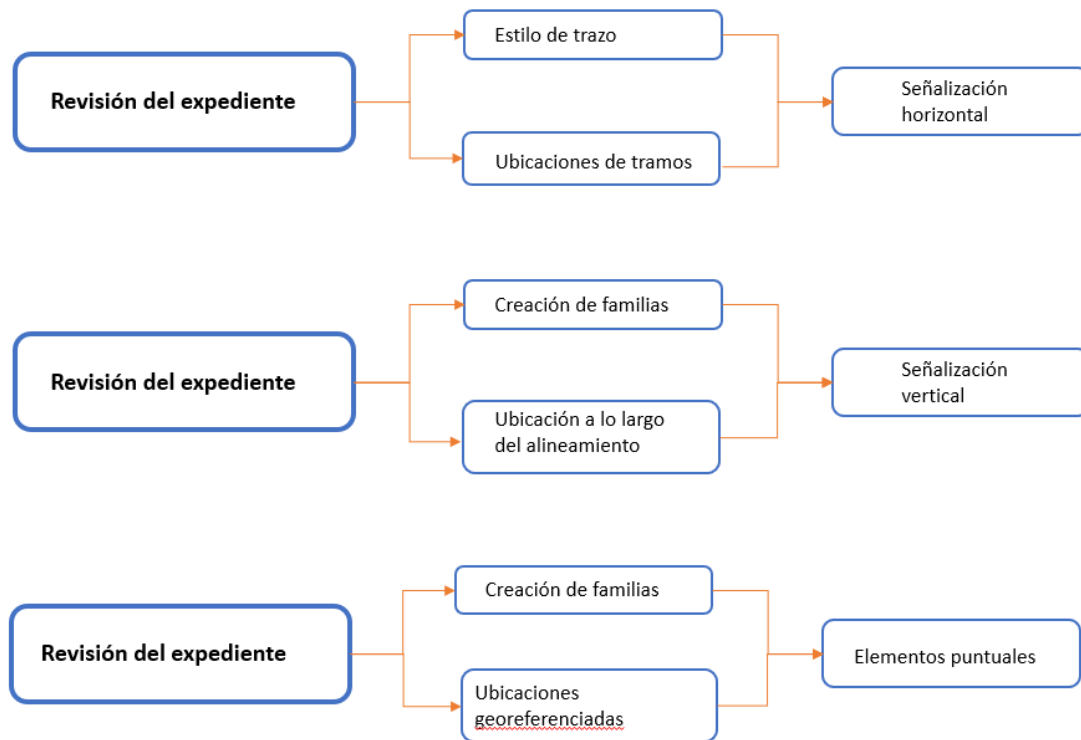 Estilo de trazo
Revisión del expediente
Señalización
horizontal
Ubicaciones de tramos
Creación de familias
Revisión del expediente
Señalización
vertical
Ubicación a lo largo
del alineamiento
Creación de familias
Revisión del expediente
Elementos puntuales
Ubicaciones
georeferenciadas